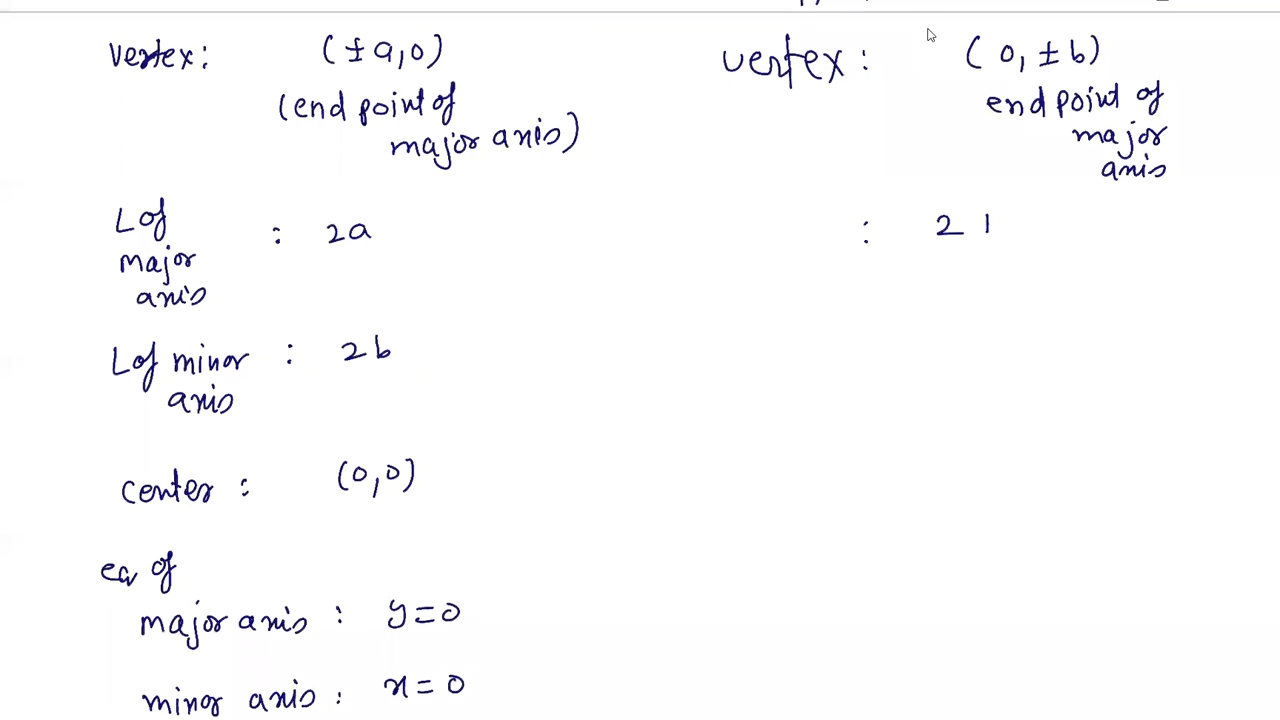 vertex: (±a,0) vertex: (0, ±b)
(end point of end point of
major axis) major
axis
L of : 2a : 2 l
major
axis
L of minor : 2b
axis
center : (0,0)
eq of
major axis : y=0
minor axis : x=0